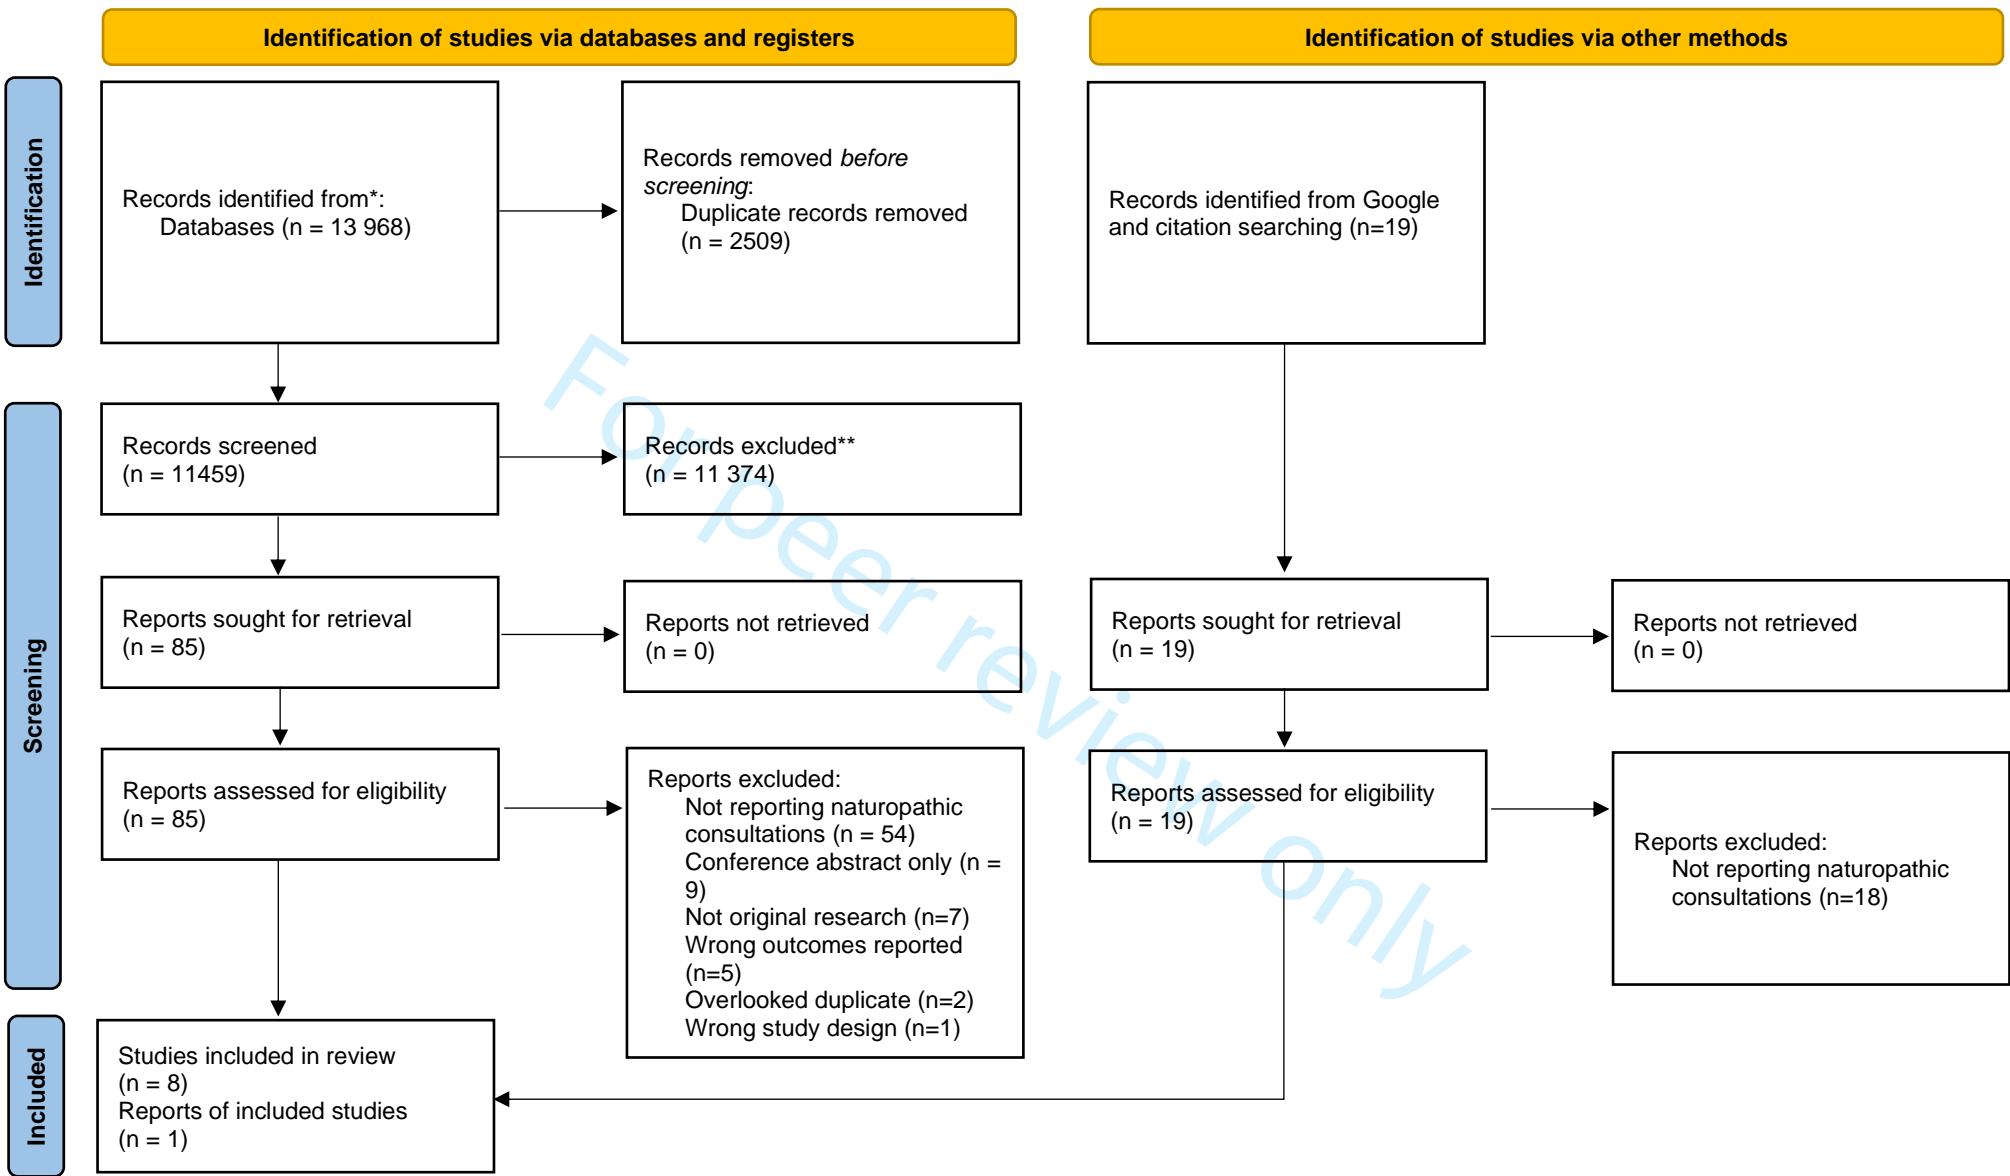 Identification of studies via databases and registers
Identification of studies via other methods
Identification
Records identified from*:
Databases (n = 13 968)
Records removed before
screening:
Duplicate records removed
(n = 2509)
Records identified from Google
and citation searching (n=19)
Screening
Records screened
(n = 11459)
Records excluded**
(n = 11 374)
Reports sought for retrieval
(n = 85)
Reports not retrieved
(n = 0)
Reports sought for retrieval
(n = 19)
Reports not retrieved
(n = 0)
Reports assessed for eligibility
(n = 85)
Reports excluded:
Not reporting naturopathic
consultations (n = 54)
Conference abstract only (n =
9)
Not original research (n=7)
Wrong outcomes reported
(n=5)
Overlooked duplicate (n=2)
Wrong study design (n=1)
Reports assessed for eligibility
(n = 19)
Reports excluded:
Not reporting naturopathic
consultations (n=18)
Included
Studies included in review
(n = 8)
Reports of included studies
(n = 1)
For peer review only